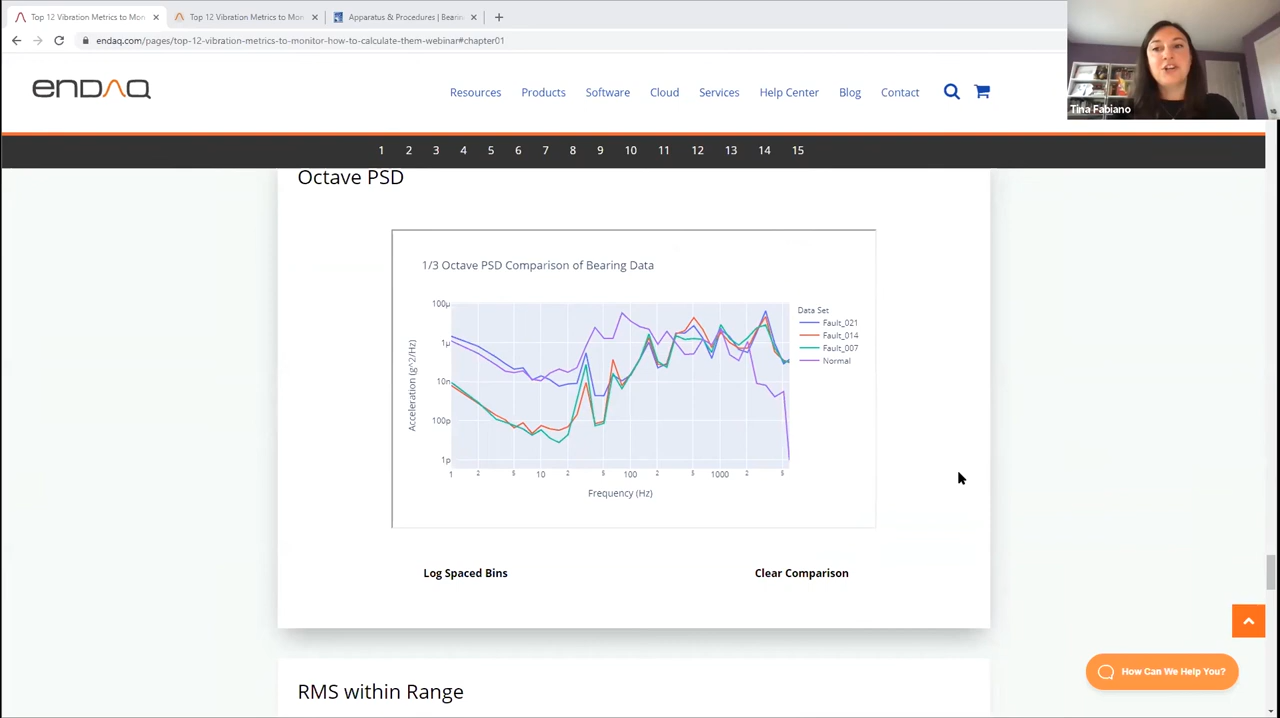 Top 12 Vibration Metrics to Mon
Top 12 Vibration Metrics to Mon
Apparatus & Procedures | Bearin
endaq.com/pages/top-12-vibration-metrics-to-monitor-how-to-calculate-them-webinar#chapter01
Tina Fabiano
enDAQ
Resources Products Software Cloud Services Help Center Blog Contact
1 2 3 4 5 6 7 8 9 10 11 12 13 14 15
Octave PSD
1/3 Octave PSD Comparison of Bearing Data
Data Set
Fault_021
Fault_014
Fault_007
Normal
100μ
1μ
10n
100p
1p
Acceleration (g^2/Hz)
1 2 5 10 2 5 100 2 5 1000 2 5
Frequency (Hz)
Log Spaced Bins
Clear Comparison
How Can We Help You?
RMS within Range